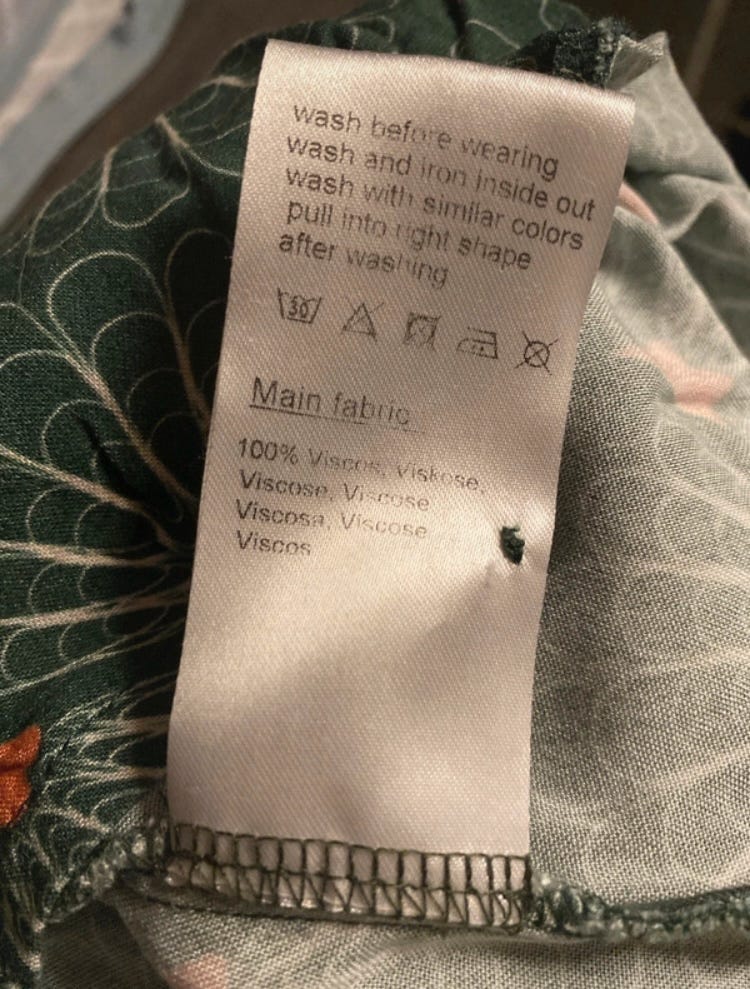 wash before wearing
wash and iron inside out
wash with similar colors
pull into right shape
after washing
30
Main fabric
100% Viscos, Viskose,
Viscose, Viscose
Viscosa, Viscose
Viscos